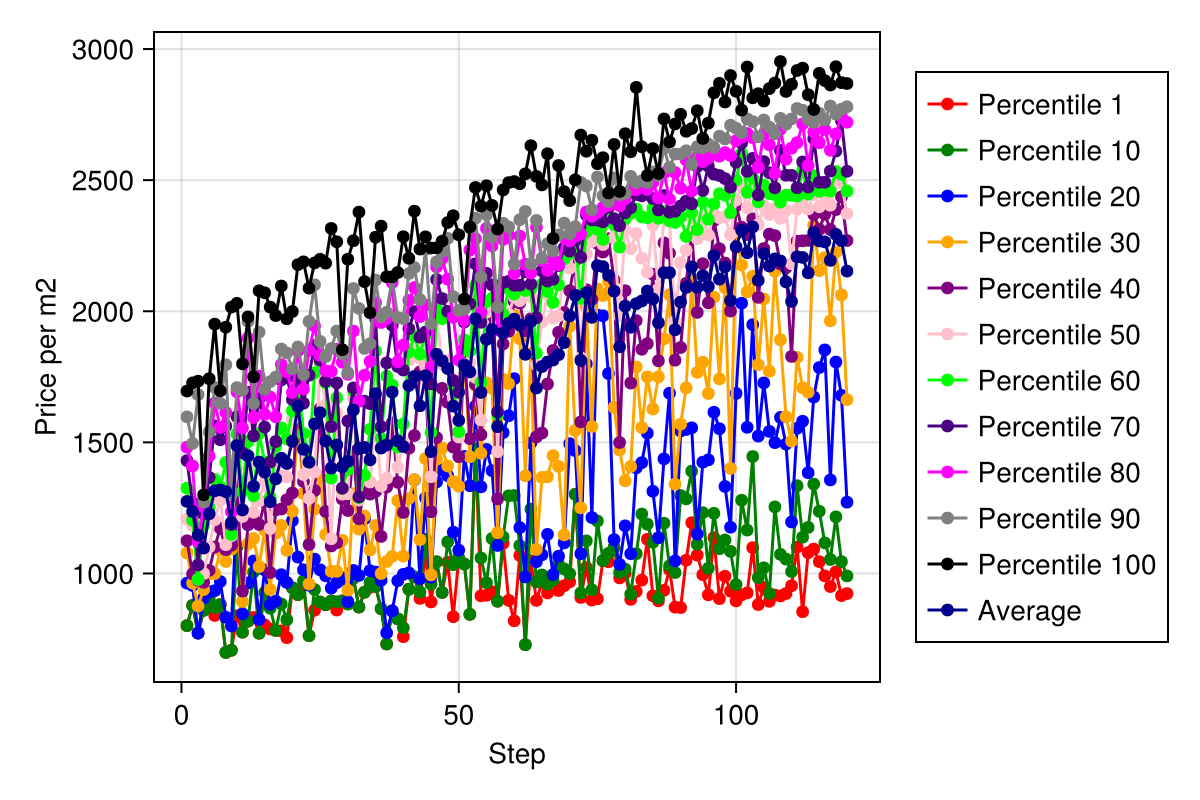 3000
2500
2000
1500
1000
Price per m2
0
50
100
Step
Percentile 1
Percentile 10
Percentile 20
Percentile 30
Percentile 40
Percentile 50
Percentile 60
Percentile 70
Percentile 80
Percentile 90
Percentile 100
Average